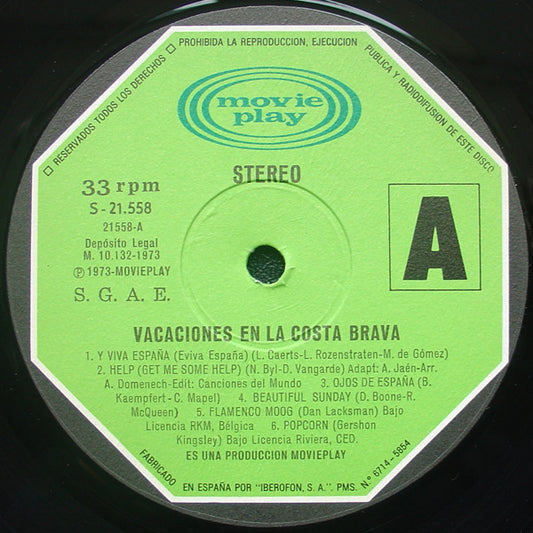 □ RESERVADOS TODOS LOS DERECHOS □ PROHIBIDA LA REPRODUCCION, EJECUCION
PUBLICA Y RADIODIFUSION DE ESTE DISCO
movie
play
STEREO
33 rpm
S - 21.558
21558-A
Depósito Legal
M. 10.132-1973
Ⓟ 1973-MOVIEPLAY
S. G. A. E.
A
VACACIONES EN LA COSTA BRAVA
1. Y VIVA ESPAÑA (Eviva España) (L. Caerts-L. Rozenstraten-M. de Gómez)
2. HELP (GET ME SOME HELP) (N. Byl-D. Vangarde) Adapt: A. Jaén-Arr.
A. Domenech-Edit: Canciones del Mundo 3. OJOS DE ESPAÑA (B.
Kaempfert - C. Mapel) 4. BEAUTIFUL SUNDAY (D. Boone-R.
McQueen) 5. FLAMENCO MOOG (Dan Lacksman) Bajo
Licencia RKM, Bélgica 6. POPCORN (Gershon
Kingsley) Bajo Licencia Riviera, CED.
ES UNA PRODUCCION MOVIEPLAY
FABRICADO
EN ESPAÑA POR "IBEROFON, S. A.". PMS.
Nº 6714-5854